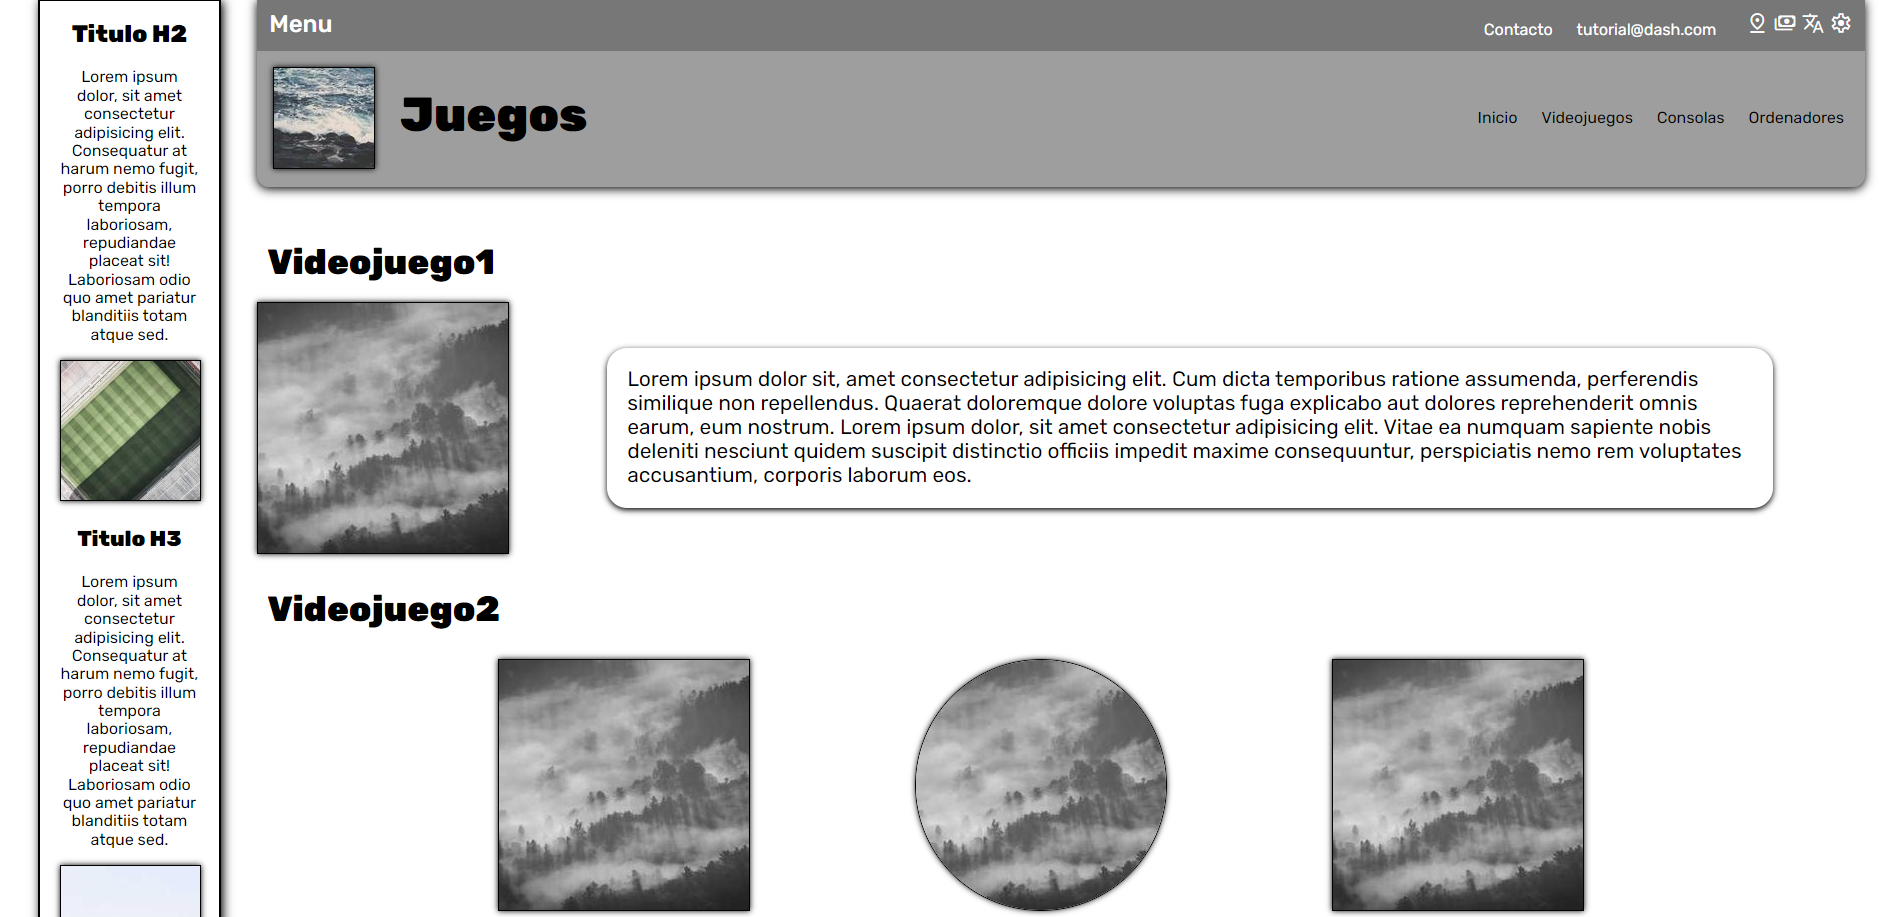 Titulo H2
Lorem ipsum
dolor, sit amet
consectetur
adipisicing elit.
Consequatur at
harum nemo fugit,
porro debitis illum
tempora
laboriosam,
repudiandae
placeat sit!
Laboriosam odio
quo amet pariatur
blanditiis totam
atque sed.
Titulo H3
Lorem ipsum
dolor, sit amet
consectetur
adipisicing elit.
Consequatur at
harum nemo fugit,
porro debitis illum
tempora
laboriosam,
repudiandae
placeat sit!
Laboriosam odio
quo amet pariatur
blanditiis totam
atque sed.
Menu
Contacto tutorial@dash.com
Juegos
Inicio Videojuegos Consolas Ordenadores
Videojuego1
Lorem ipsum dolor sit, amet consectetur adipisicing elit. Cum dicta temporibus ratione assumenda, perferendis
similique non repellendus. Quaerat doloremque dolore voluptas fuga explicabo aut dolores reprehenderit omnis
earum, eum nostrum. Lorem ipsum dolor, sit amet consectetur adipisicing elit. Vitae ea numquam sapiente nobis
deleniti nesciunt quidem suscipit distinctio officiis impedit maxime consequuntur, perspiciatis nemo rem voluptates
accusantium, corporis laborum eos.
Videojuego2